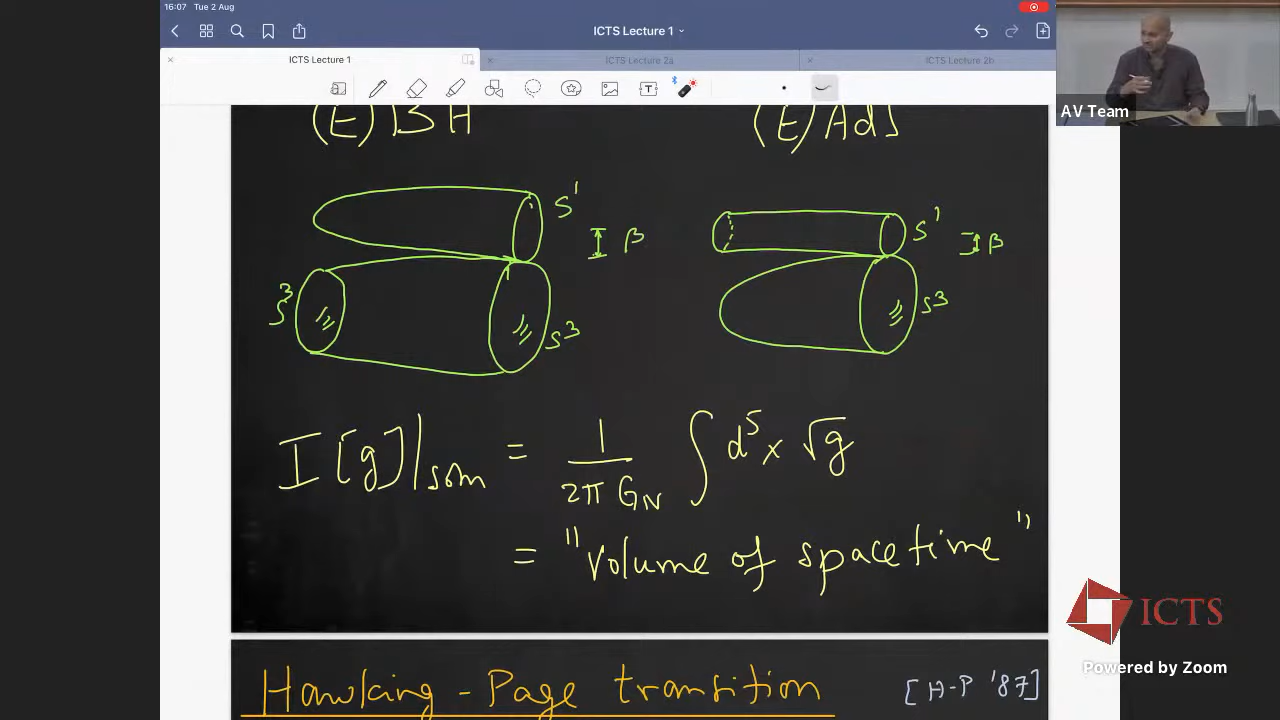 16:07 Tue 2 Aug
ICTS Lecture 1
ICTS Lecture 1
ICTS Lecture 2a
ICTS Lecture 2b
AV Team
(E) BH
(E) AdS
S¹
β
S³
S³
S¹
β
S³
I[g]|soln = 1/2π G_N ∫ d⁵x √g
= "Volume of spacetime"
Hawking-Page transition [H-P '87]
ICTS
Powered by Zoom